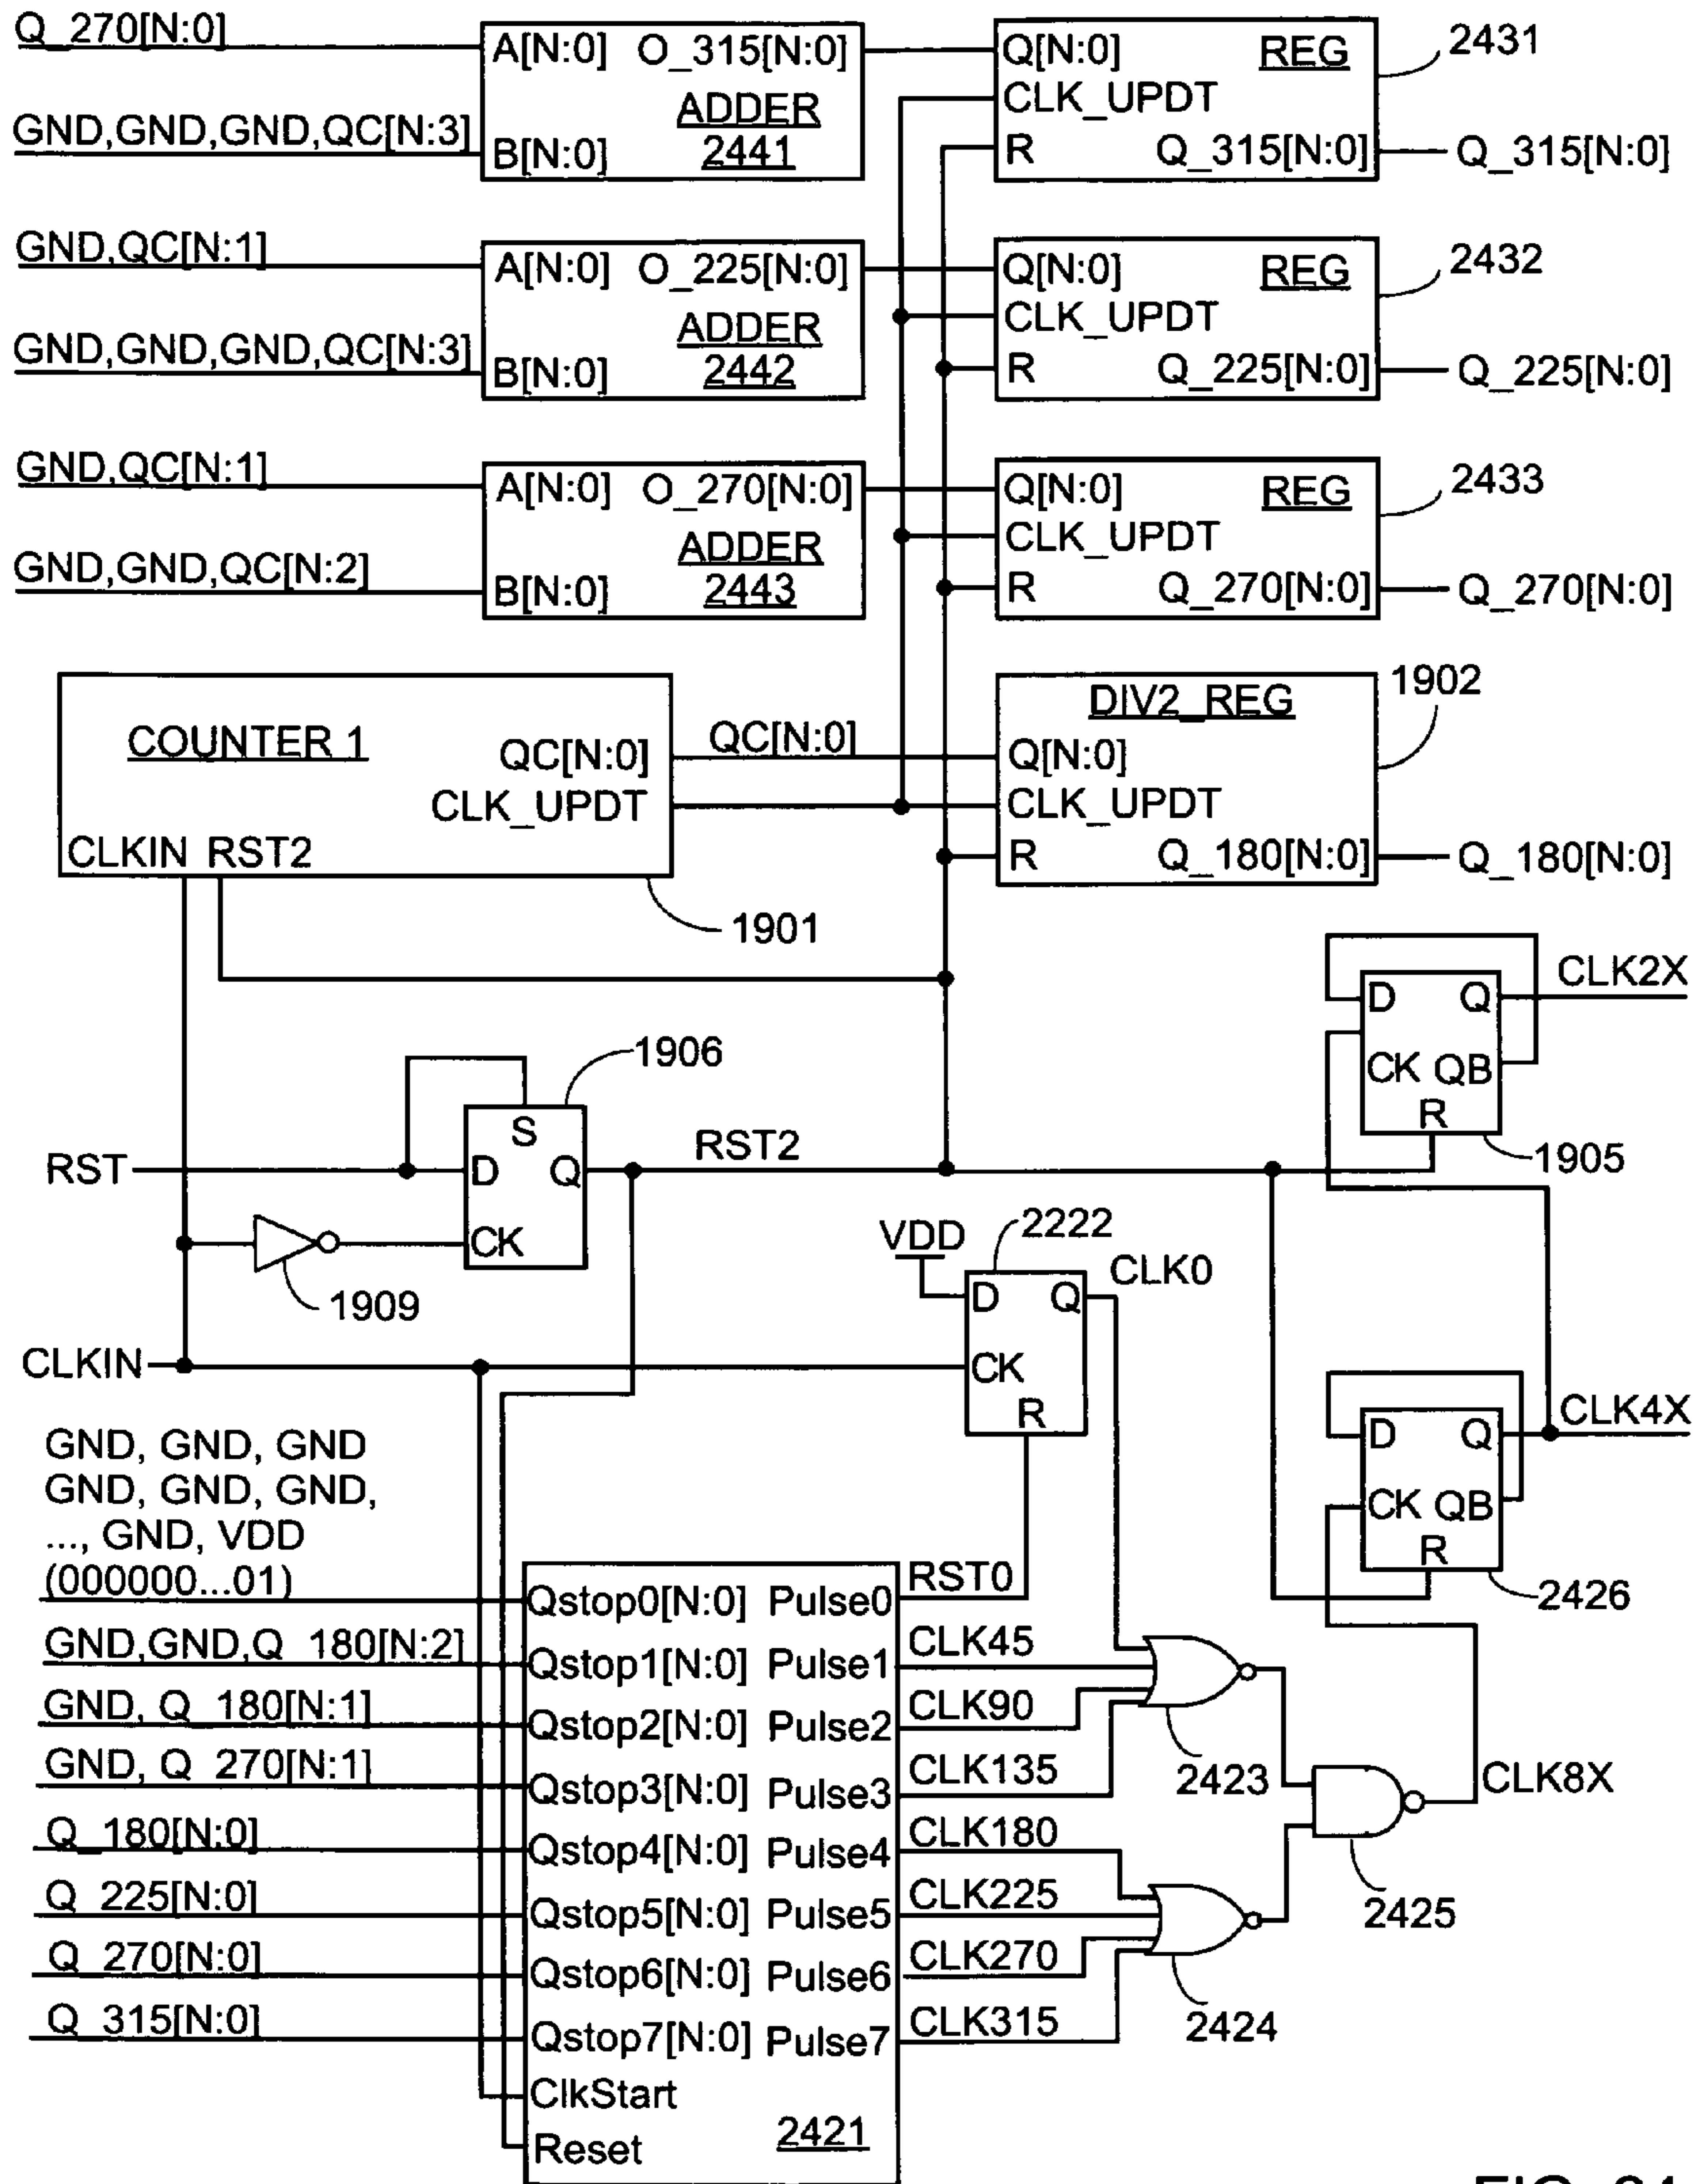 Q_270[N:0]
A[N:0] O_315[N:0]
ADDER
2441
GND,GND,GND,QC[N:3]
B[N:0]
Q[N:0] REG
CLK_UPDT
R Q_315[N:0]
2431
Q_315[N:0]
GND,QC[N:1]
A[N:0] O_225[N:0]
ADDER
2442
GND,GND,GND,QC[N:3]
B[N:0]
Q[N:0] REG
CLK_UPDT
R Q_225[N:0]
2432
Q_225[N:0]
GND,QC[N:1]
A[N:0] O_270[N:0]
ADDER
2443
GND,GND,QC[N:2]
B[N:0]
Q[N:0] REG
CLK_UPDT
R Q_270[N:0]
2433
Q_270[N:0]
COUNTER 1
QC[N:0]
CLK_UPDT
CLKIN RST2
1901
QC[N:0]
DIV2_REG
Q[N:0]
CLK_UPDT
R Q_180[N:0]
1902
Q_180[N:0]
D Q
CK QB
R
CLK2X
1905
1906
S
D Q
CK
RST
RST2
1909
CLKIN
VDD
2222
D Q
CK
R
CLK0
D Q
CK QB
R
CLK4X
2426
GND, GND, GND
GND, GND, GND,
..., GND, VDD
(000000...01)
GND,GND,Q_180[N:2]
GND, Q_180[N:1]
GND, Q_270[N:1]
Q_180[N:0]
Q_225[N:0]
Q_270[N:0]
Q_315[N:0]
Qstop0[N:0] Pulse0
Qstop1[N:0] Pulse1
Qstop2[N:0] Pulse2
Qstop3[N:0] Pulse3
Qstop4[N:0] Pulse4
Qstop5[N:0] Pulse5
Qstop6[N:0] Pulse6
Qstop7[N:0] Pulse7
ClkStart
Reset
2421
RST0
CLK45
CLK90
CLK135
CLK180
CLK225
CLK270
CLK315
2423
2424
2425
CLK8X